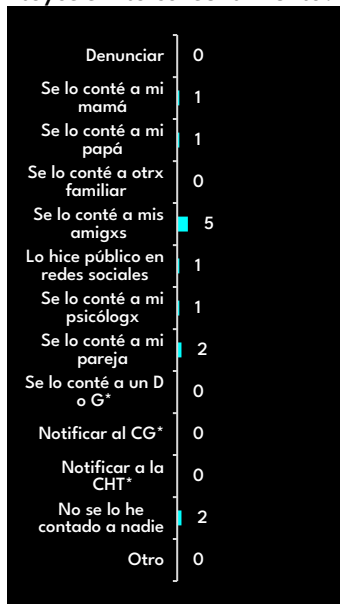 Denunciar 0
Se lo conté a mi
mamá 1
Se lo conté a mi
papá 1
Se lo conté a otrx
familiar 0
Se lo conté a mis
amigxs 5
Lo hice público en
redes sociales 1
Se lo conté a mi
psicólogx 1
Se lo conté a mi
pareja 2
Se lo conté a un D
o G* 0
Notificar al CG* 0
Notificar a la
CHT* 0
No se lo he
contado a nadie 2
Otro 0